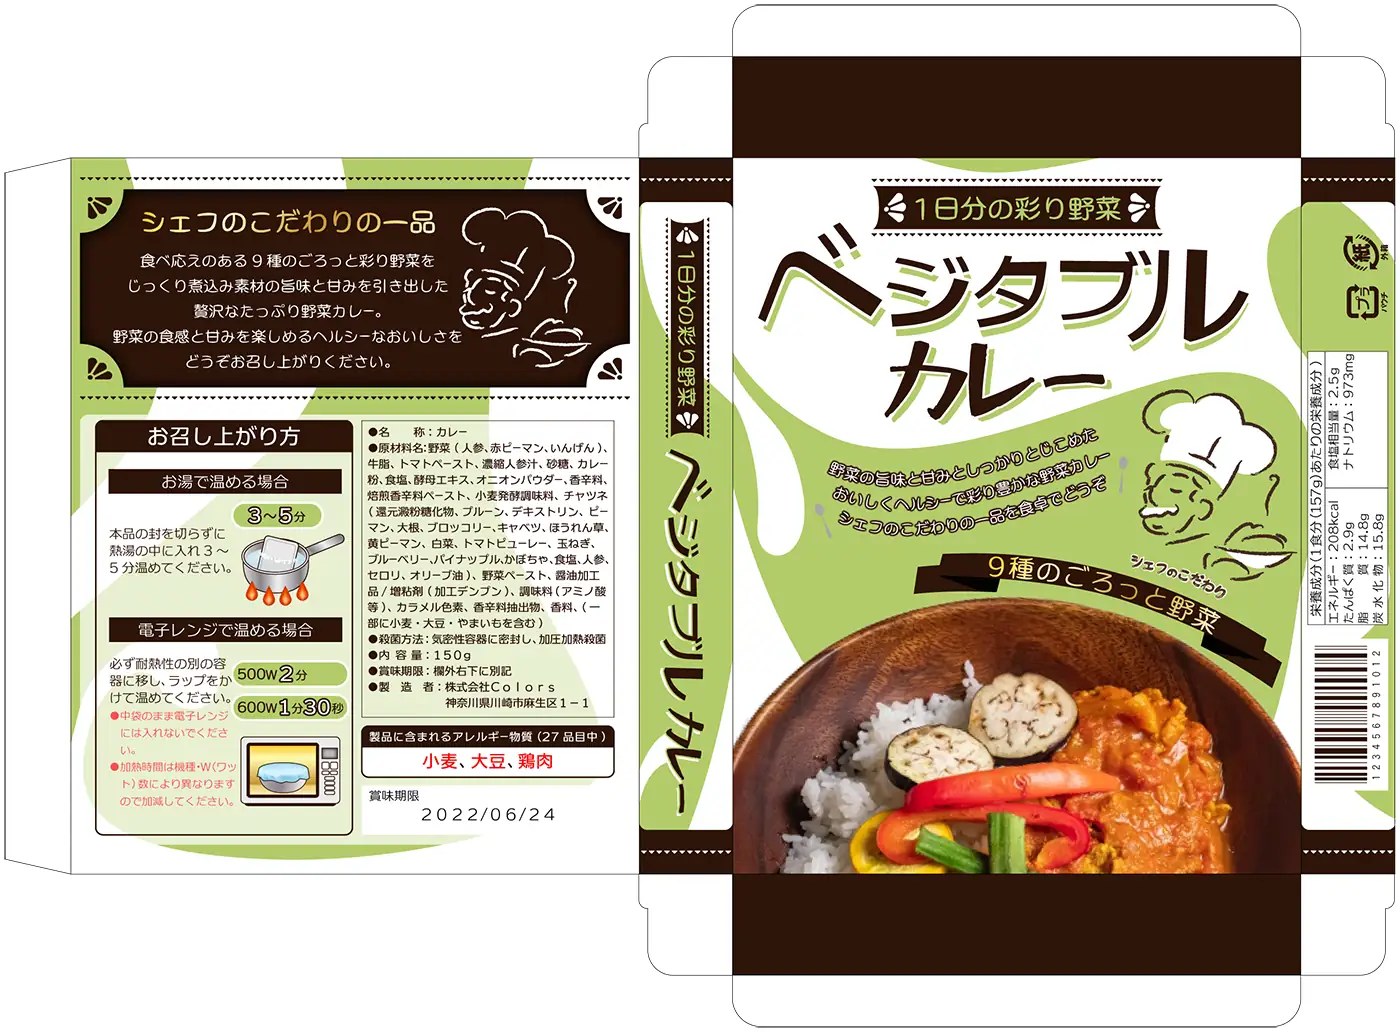 シェフのこだわりの一品
食べ応えのある9種のごろっと彩り野菜を
じっくり煮込み素材の旨味と甘みを引き出した
贅沢なたっぷり野菜カレー。
野菜の食感と甘みを楽しめるヘルシーなおいしさを
どうぞお召し上がりください。
お召し上がり方
お湯で温める場合
3〜5分
本品の封を切らずに
熱湯の中に入れ3〜
5分温めてください。
電子レンジで温める場合
必ず耐熱性の別の容
器に移し、ラップをか
けて温めてください。
500W2分
600W1分30秒
●中袋のまま電子レンジ
には入れないでくださ
い。
●加熱時間は機種・W(ワッ
ト)数により異なります
ので加減してください。
●名　称：カレー
●原材料名：野菜（人参、赤ピーマン、いんげん）、
牛脂、トマトペースト、濃縮人参汁、砂糖、カレー
粉、食塩、酵母エキス、オニオンパウダー、香辛料、
焙煎香辛料ペースト、小麦発酵調味料、チャツネ
（還元澱粉糖化物、プルーン、デキストリン、ピー
マン、大根、ブロッコリー、キャベツ、ほうれん草、
黄ピーマン、白菜、トマトピューレー、玉ねぎ、
ブルーベリー、パイナップル、かぼちゃ、食塩、人参、
セロリ、オリーブ油）、野菜ペースト、醤油加工
品/増粘剤（加工デンプン）、調味料（アミノ酸
等）、カラメル色素、香辛料抽出物、香料、（一
部に小麦・大豆・やまいもを含む）
●殺菌方法：気密性容器に密封し、加圧加熱殺菌
●内容量：150g
●賞味期限：欄外右下に別記
●製造者：株式会社Colors
神奈川県川崎市麻生区1−1
製品に含まれるアレルギー物質（27品目中）
小麦、大豆、鶏肉
賞味期限
2022/06/24
1日分の彩り野菜
ベジタブルカレー
1日分の彩り野菜
ベジタブル
カレー
野菜の旨味と甘みとしっかりとじこめた
おいしくヘルシーで彩り豊かな野菜カレー
シェフのこだわりの一品を食卓でどうぞ
シェフのこだわり
9種のごろっと野菜
紙
外箱
プラ
パウチ
栄養成分（1食分(157g)あたりの栄養成分）
エネルギー：208kcal
たんぱく質：2.9g
脂　質：14.8g
炭水化物：15.8g
食塩相当量：2.5g
ナトリウム：973mg
1234567891012